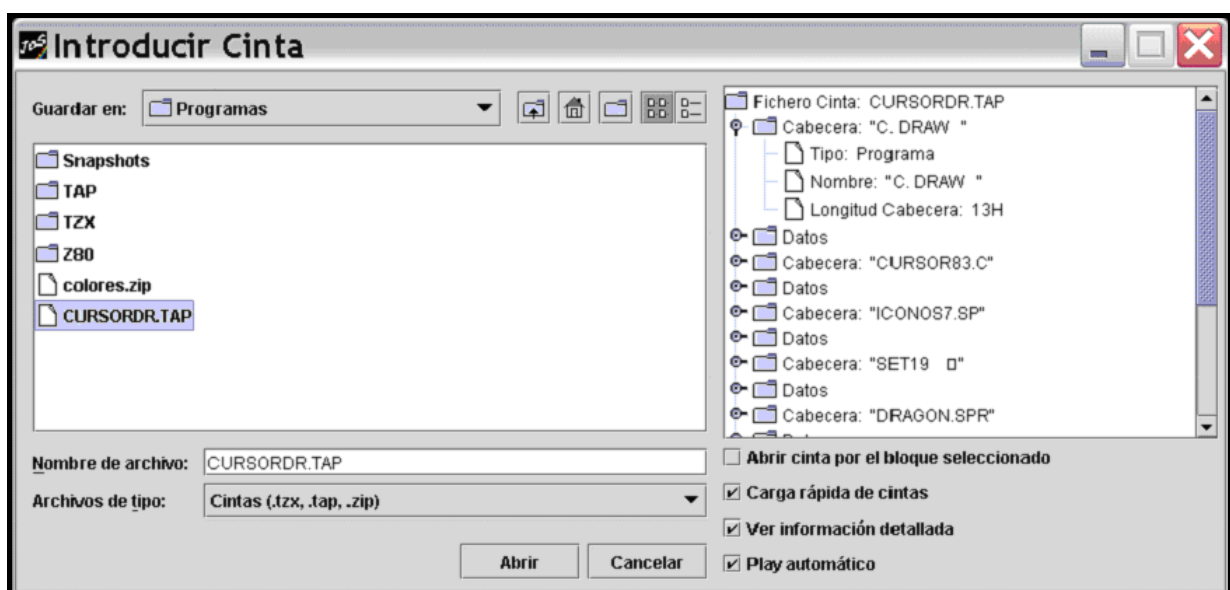 JOS Introducir Cinta
Guardar en: Programas
Snapshots
TAP
TZX
Z80
colores.zip
CURSORDR.TAP
Nombre de archivo: CURSORDR.TAP
Archivos de tipo: Cintas (.tzx, .tap, .zip)
Abrir Cancelar
Fichero Cinta: CURSORDR.TAP
Cabecera: "C. DRAW "
Tipo: Programa
Nombre: "C. DRAW "
Longitud Cabecera: 13H
Datos
Cabecera: "CURSOR83.C"
Datos
Cabecera: "ICONOS7.SP"
Datos
Cabecera: "SET19 □"
Datos
Cabecera: "DRAGON.SPR"
Abrir cinta por el bloque seleccionado
Carga rápida de cintas
Ver información detallada
Play automático